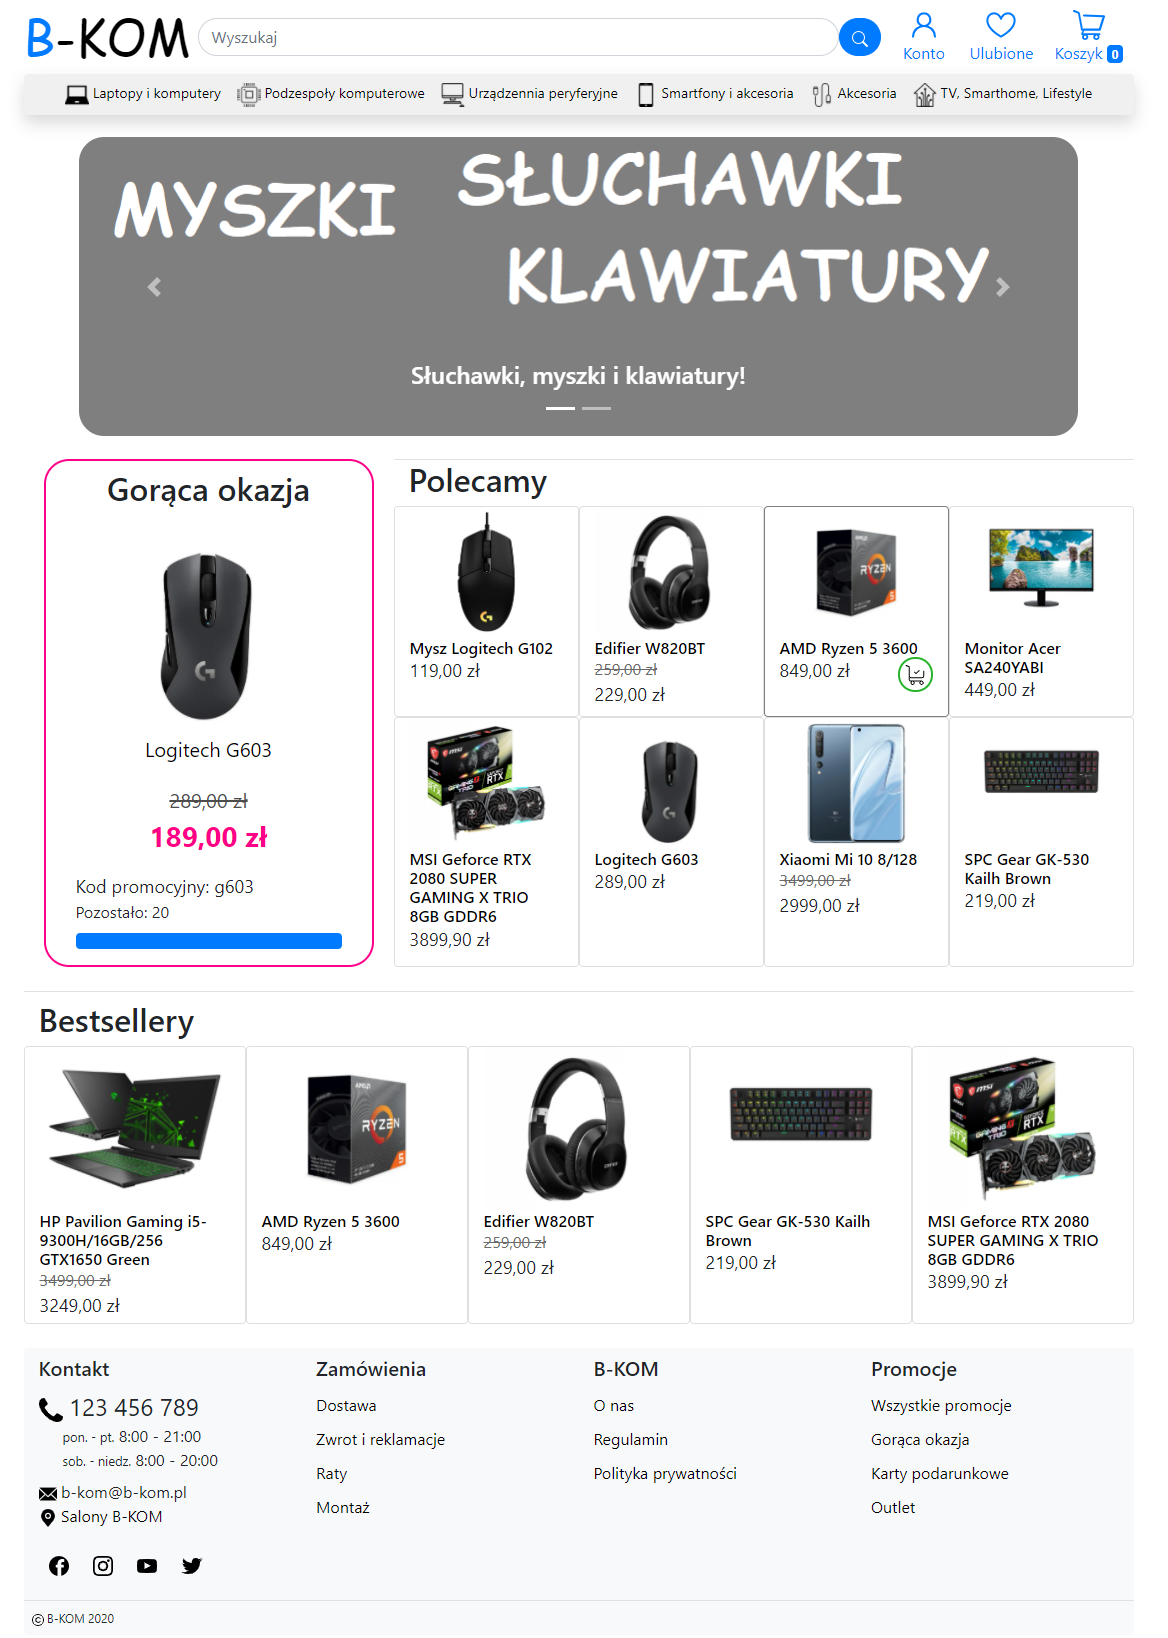 B-KOM
Wyszukaj
Konto
Ulubione
Koszyk 0
Laptopy i komputery
Podzespoły komputerowe
Urządzennia peryferyjne
Smartfony i akcesoria
Akcesoria
TV, Smarthome, Lifestyle
MYSZKI
SŁUCHAWKI
KLAWIATURY
Słuchawki, myszki i klawiatury!
Gorąca okazja
Logitech G603
289,00 zł
189,00 zł
Kod promocyjny: g603
Pozostało: 20
Polecamy
Mysz Logitech G102
119,00 zł
Edifier W820BT
259,00 zł
229,00 zł
RYZEN
5
AMD Ryzen 5 3600
849,00 zł
Monitor Acer
SA240YABI
449,00 zł
MSI Geforce RTX
2080 SUPER
GAMING X TRIO
8GB GDDR6
3899,90 zł
Logitech G603
289,00 zł
Xiaomi Mi 10 8/128
3499,00 zł
2999,00 zł
SPC Gear GK-530
Kailh Brown
219,00 zł
Bestsellery
HP Pavilion Gaming i5-
9300H/16GB/256
GTX1650 Green
3499,00 zł
3249,00 zł
RYZEN
5
AMD Ryzen 5 3600
849,00 zł
Edifier W820BT
259,00 zł
229,00 zł
SPC Gear GK-530 Kailh
Brown
219,00 zł
MSI Geforce RTX 2080
SUPER GAMING X TRIO
8GB GDDR6
3899,90 zł
Kontakt
123 456 789
pon. - pt. 8:00 - 21:00
sob. - niedz. 8:00 - 20:00
b-kom@b-kom.pl
Salony B-KOM
Zamówienia
Dostawa
Zwrot i reklamacje
Raty
Montaż
B-KOM
O nas
Regulamin
Polityka prywatności
Promocje
Wszystkie promocje
Gorąca okazja
Karty podarunkowe
Outlet
© B-KOM 2020